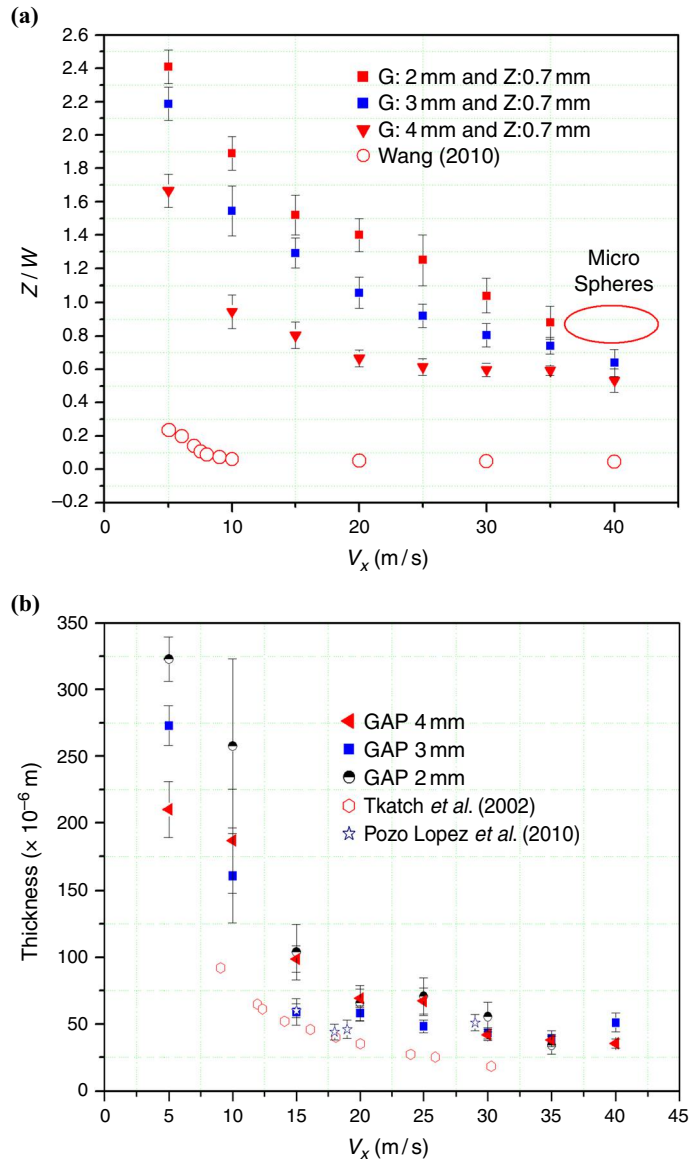 (a)
2.6
2.4
2.2
2.0
1.8
1.6
1.4
1.2
1.0
0.8
0.6
0.4
0.2
0.0
−0.2
Z / W
G: 2 mm and Z:0.7 mm
G: 3 mm and Z:0.7 mm
G: 4 mm and Z:0.7 mm
Wang (2010)
Micro
Spheres
0 10 20 30 40
Vx (m / s)
(b)
350
300
250
200
150
100
50
0
Thickness (× 10⁻⁶ m)
GAP 4 mm
GAP 3 mm
GAP 2 mm
Tkatch et al. (2002)
Pozo Lopez et al. (2010)
0 5 10 15 20 25 30 35 40 45
Vx (m / s)